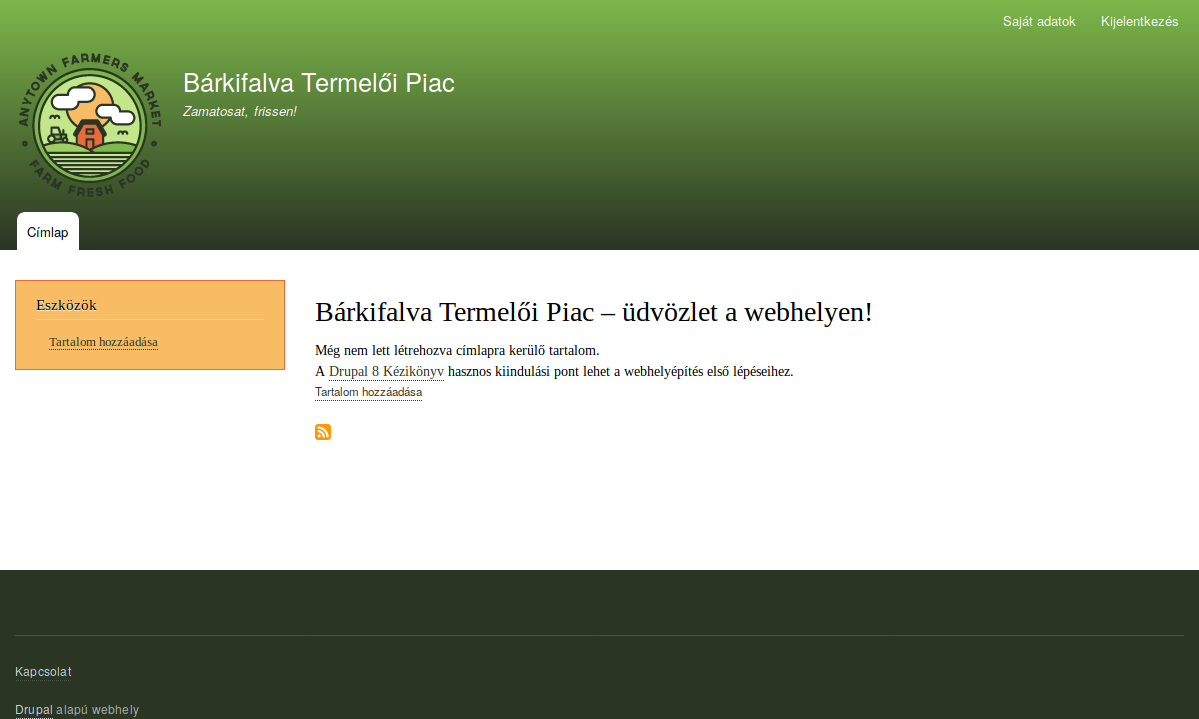 Saját adatok Kijelentkezés
ANYTOWN FARMERS MARKET
FARM FRESH FOOD
Bárkifalva Termelői Piac
Zamatosat, frissen!
Címlap
Eszközök
Tartalom hozzáadása
Bárkifalva Termelői Piac – üdvözlet a webhelyen!
Még nem lett létrehozva címlapra kerülő tartalom.
A Drupal 8 Kézikönyv hasznos kiindulási pont lehet a webhelyépítés első lépéseihez.
Tartalom hozzáadása
Kapcsolat
Drupal alapú webhely